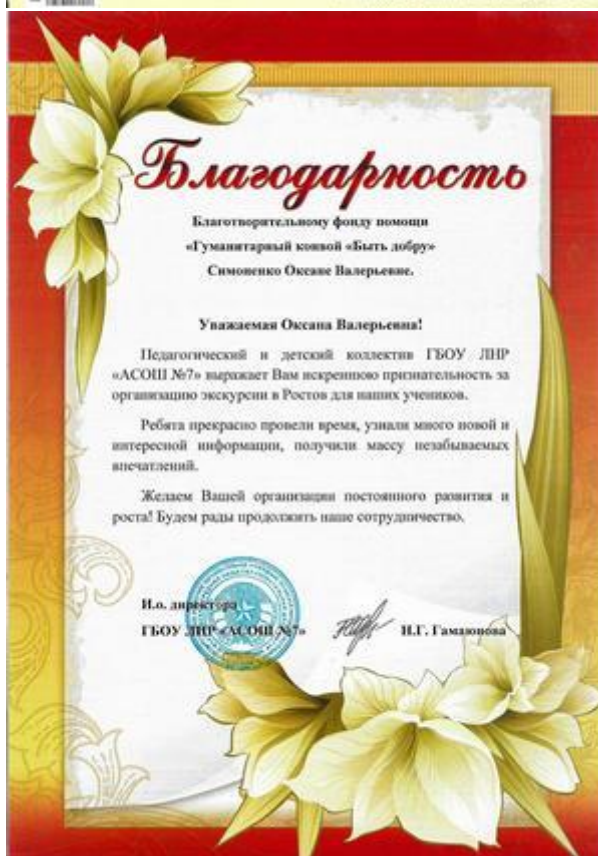 Благодарность
Благотворительному фонду помощи
«Гуманитарный конвой «Быть добру»
Симоненко Оксане Валерьевне.
Уважаемая Оксана Валерьевна!
Педагогический и детский коллектив ГБОУ ЛНР
«АСОШ №7» выражает Вам искреннюю признательность за
организацию экскурсии в Ростов для наших учеников.
Ребята прекрасно провели время, узнали много новой и
интересной информации, получили массу незабываемых
впечатлений.
Желаем Вашей организации постоянного развития и
роста! Будем рады продолжить наше сотрудничество.
И.о. директора
ГБОУ ЛНР «АСОШ №7» Н.Г. Гамаюнова